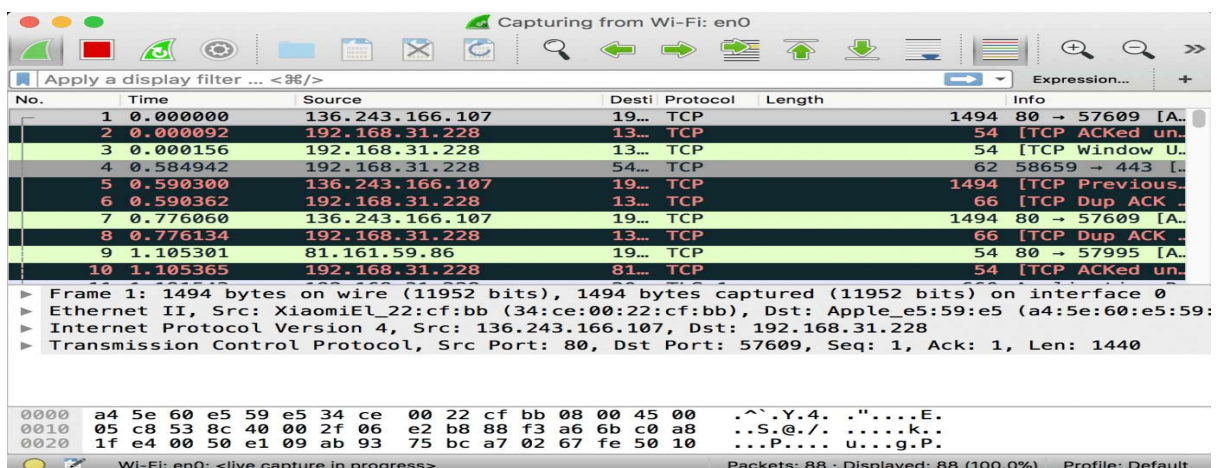 Capturing from Wi-Fi: en0
Apply a display filter ... <⌘/>
Expression... +
No. Time Source Desti Protocol Length Info
1 0.000000 136.243.166.107 19… TCP 1494 80 → 57609 [A…
2 0.000092 192.168.31.228 13… TCP 54 [TCP ACKed un…
3 0.000156 192.168.31.228 13… TCP 54 [TCP Window U…
4 0.584942 192.168.31.228 54… TCP 62 58659 → 443 […
5 0.590300 136.243.166.107 19… TCP 1494 [TCP Previous…
6 0.590362 192.168.31.228 13… TCP 66 [TCP Dup ACK …
7 0.776060 136.243.166.107 19… TCP 1494 80 → 57609 [A…
8 0.776134 192.168.31.228 13… TCP 66 [TCP Dup ACK …
9 1.105301 81.161.59.86 19… TCP 54 80 → 57995 [A…
10 1.105365 192.168.31.228 81… TCP 54 [TCP ACKed un…
Frame 1: 1494 bytes on wire (11952 bits), 1494 bytes captured (11952 bits) on interface 0
Ethernet II, Src: XiaomiEl_22:cf:bb (34:ce:00:22:cf:bb), Dst: Apple_e5:59:e5 (a4:5e:60:e5:59:
Internet Protocol Version 4, Src: 136.243.166.107, Dst: 192.168.31.228
Transmission Control Protocol, Src Port: 80, Dst Port: 57609, Seq: 1, Ack: 1, Len: 1440
0000 a4 5e 60 e5 59 e5 34 ce 00 22 cf bb 08 00 45 00 .^`.Y.4. ."....E.
0010 05 c8 53 8c 40 00 2f 06 e2 b8 88 f3 a6 6b c0 a8 ..S.@./. .....k..
0020 1f e4 00 50 e1 09 ab 93 75 bc a7 02 67 fe 50 10 ...P.... u...g.P.
Wi-Fi: en0: <live capture in progress> Packets: 88 · Displayed: 88 (100.0%) Profile: Default